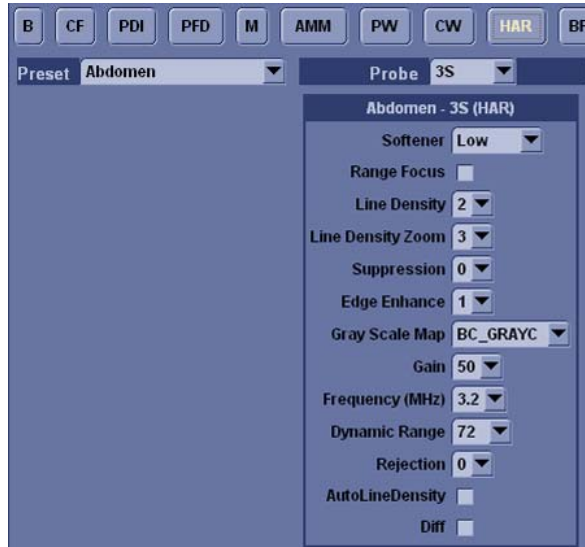 B CF PDI PFD M AMM PW CW HAR
Preset Abdomen Probe 3S
Abdomen - 3S (HAR)
Softener Low
Range Focus
Line Density 2
Line Density Zoom 3
Suppression 0
Edge Enhance 1
Gray Scale Map BC_GRAYC
Gain 50
Frequency (MHz) 3.2
Dynamic Range 72
Rejection 0
AutoLineDensity
Diff